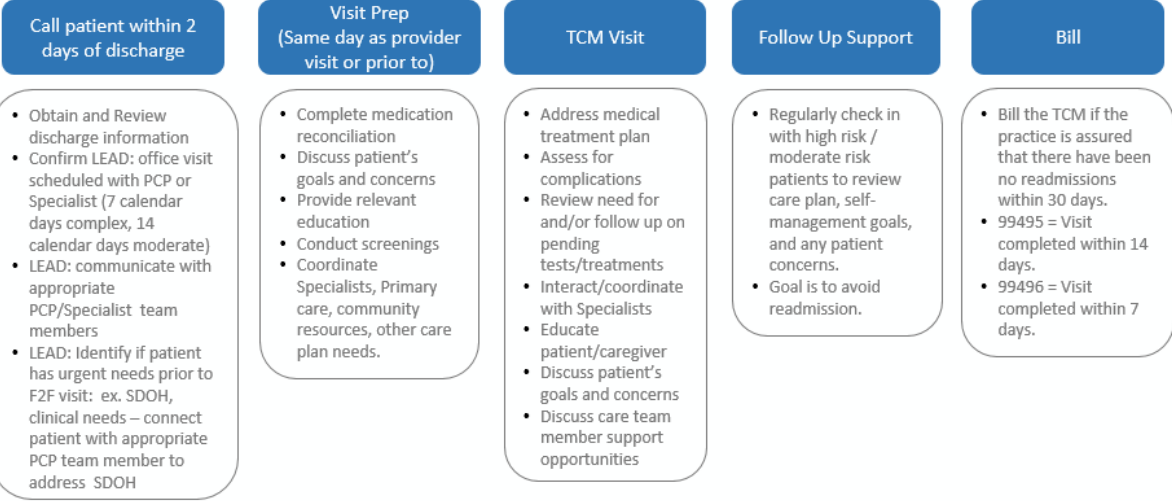 Call patient within 2
days of discharge
• Obtain and Review
discharge information
• Confirm LEAD: office visit
scheduled with PCP or
Specialist (7 calendar
days complex, 14
calendar days moderate)
• LEAD: communicate with
appropriate
PCP/Specialist team
members
• LEAD: Identify if patient
has urgent needs prior to
F2F visit: ex. SDOH,
clinical needs – connect
patient with appropriate
PCP team member to
address SDOH
Visit Prep
(Same day as provider
visit or prior to)
• Complete medication
reconciliation
• Discuss patient's
goals and concerns
• Provide relevant
education
• Conduct screenings
• Coordinate
Specialists, Primary
care, community
resources, other care
plan needs.
TCM Visit
• Address medical
treatment plan
• Assess for
complications
• Review need for
and/or follow up on
pending
tests/treatments
• Interact/coordinate
with Specialists
• Educate
patient/caregiver
• Discuss patient's
goals and concerns
• Discuss care team
member support
opportunities
Follow Up Support
• Regularly check in
with high risk /
moderate risk
patients to review
care plan, self-
management goals,
and any patient
concerns.
• Goal is to avoid
readmission.
Bill
• Bill the TCM if the
practice is assured
that there have been
no readmissions
within 30 days.
• 99495 = Visit
completed within 14
days.
• 99496 = Visit
completed within 7
days.